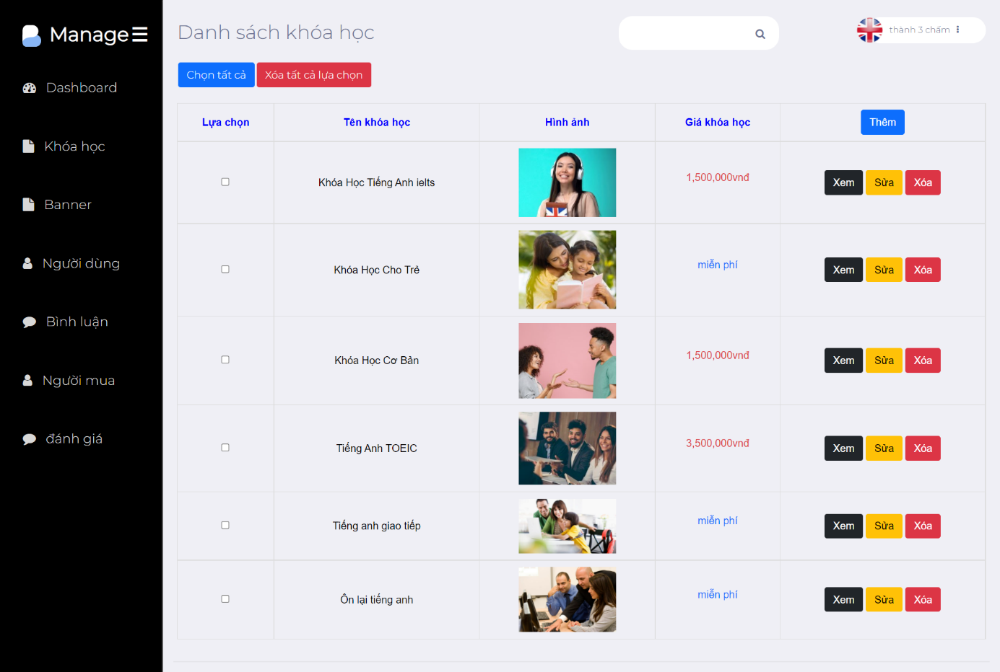 Manage
Danh sách khóa học
thành 3 chấm
Chọn tất cả
Xóa tất cả lựa chọn
Dashboard
Khóa học
Banner
Người dùng
Bình luận
Người mua
đánh giá
Lựa chọn
Tên khóa học
Hình ảnh
Giá khóa học
Thêm
Khóa Học Tiếng Anh ielts
1,500,000vnđ
Xem
Sửa
Xóa
Khóa Học Cho Trẻ
miễn phí
Xem
Sửa
Xóa
Khóa Học Cơ Bản
1,500,000vnđ
Xem
Sửa
Xóa
Tiếng Anh TOEIC
3,500,000vnđ
Xem
Sửa
Xóa
Tiếng anh giao tiếp
miễn phí
Xem
Sửa
Xóa
Ôn lại tiếng anh
miễn phí
Xem
Sửa
Xóa